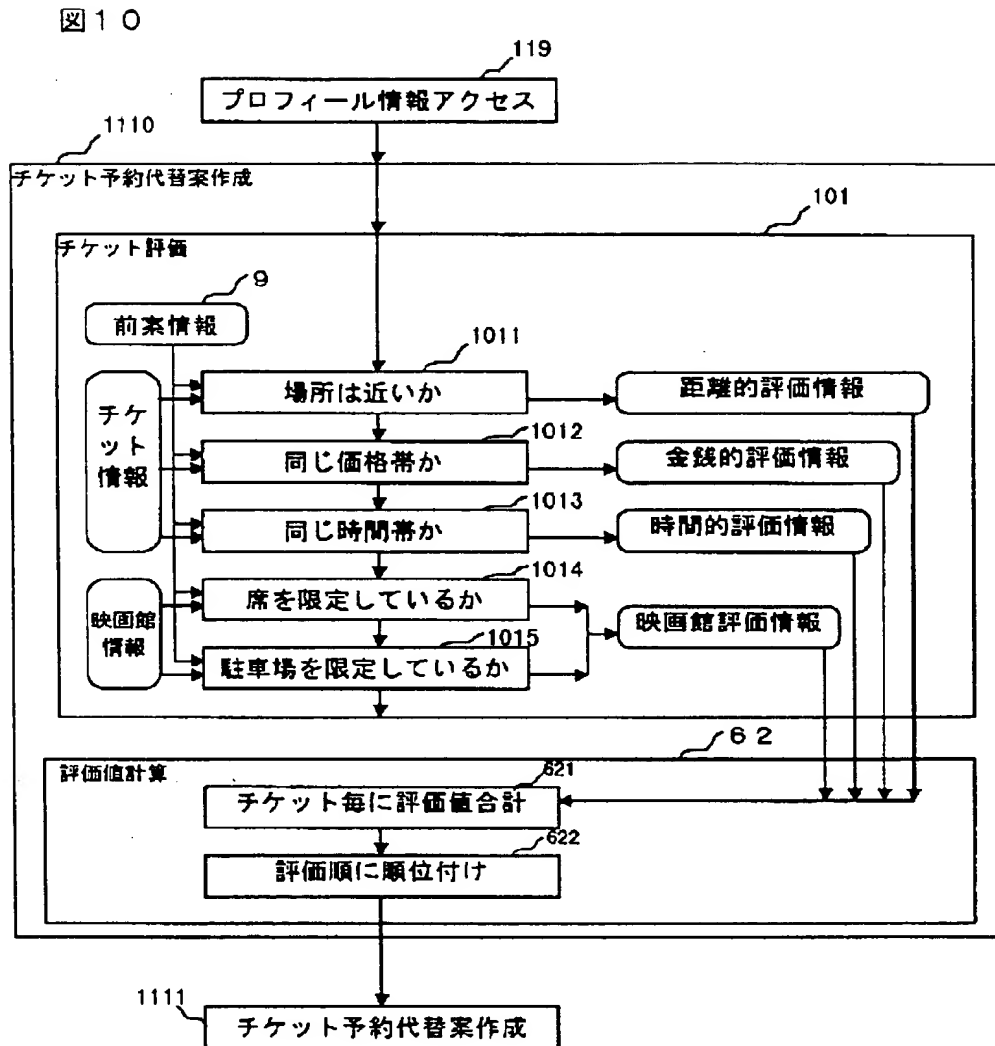 図１０
119
プロフィール情報アクセス
1110
チケット予約代替案作成
101
チケット評価
9
前案情報
1011
場所は近いか
距離的評価情報
チケット情報
1012
同じ価格帯か
金銭的評価情報
1013
同じ時間帯か
時間的評価情報
1014
席を限定しているか
映画館情報
映画館評価情報
1015
駐車場を限定しているか
６２
評価値計算
621
チケット毎に評価値合計
622
評価順に順位付け
1111
チケット予約代替案作成